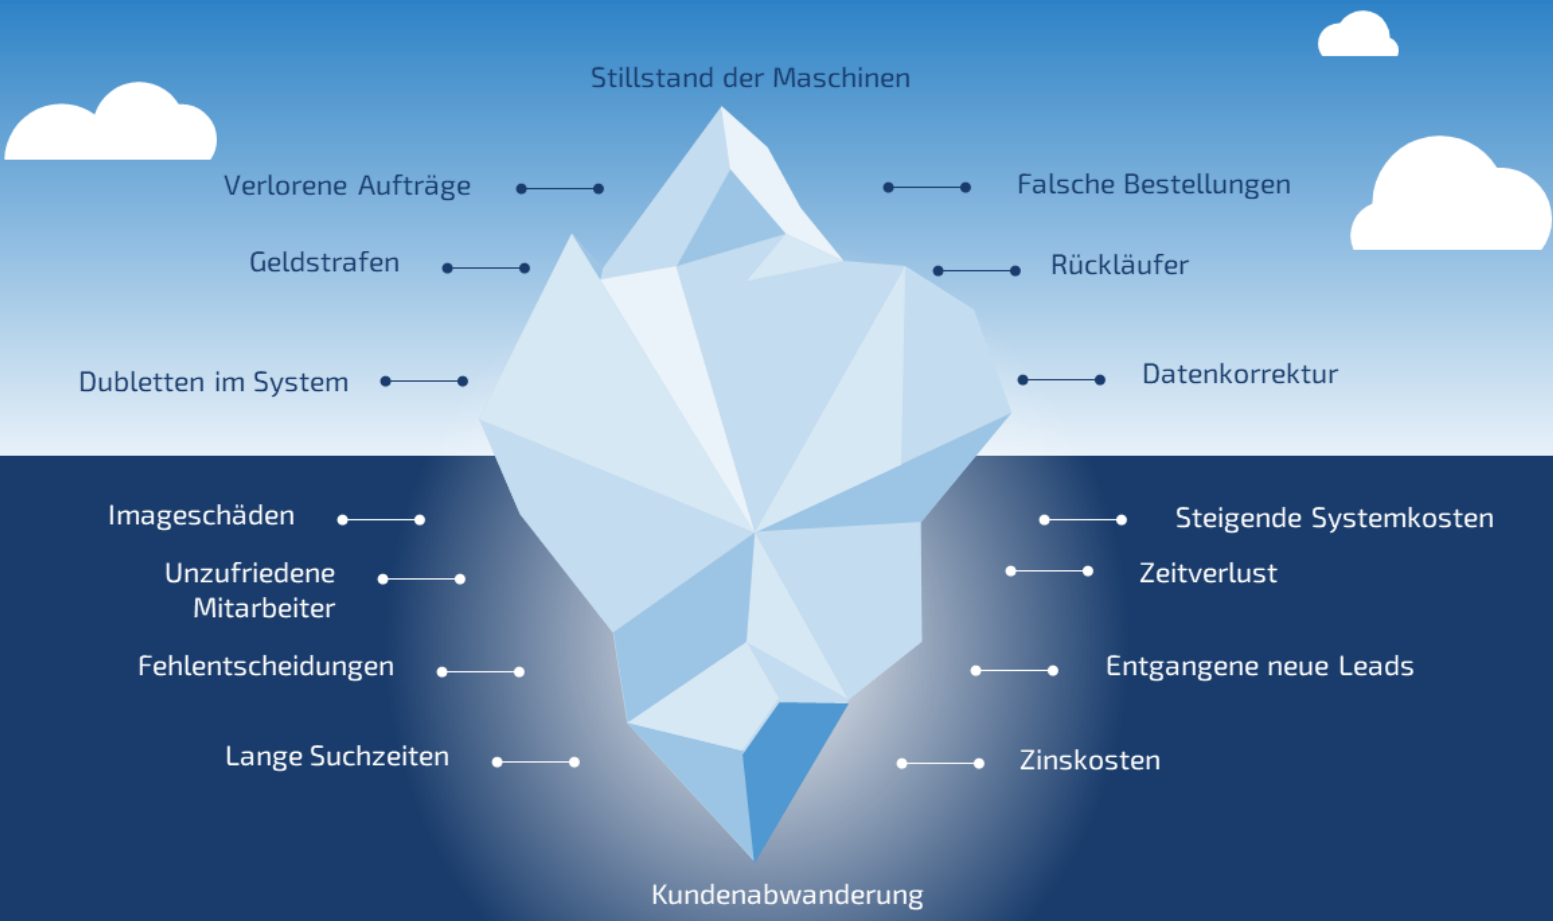 Stillstand der Maschinen
Verlorene Aufträge
Falsche Bestellungen
Geldstrafen
Rückläufer
Dubletten im System
Datenkorrektur
Imageschäden
Steigende Systemkosten
Unzufriedene
Mitarbeiter
Zeitverlust
Fehlentscheidungen
Entgangene neue Leads
Lange Suchzeiten
Zinskosten
Kundenabwanderung